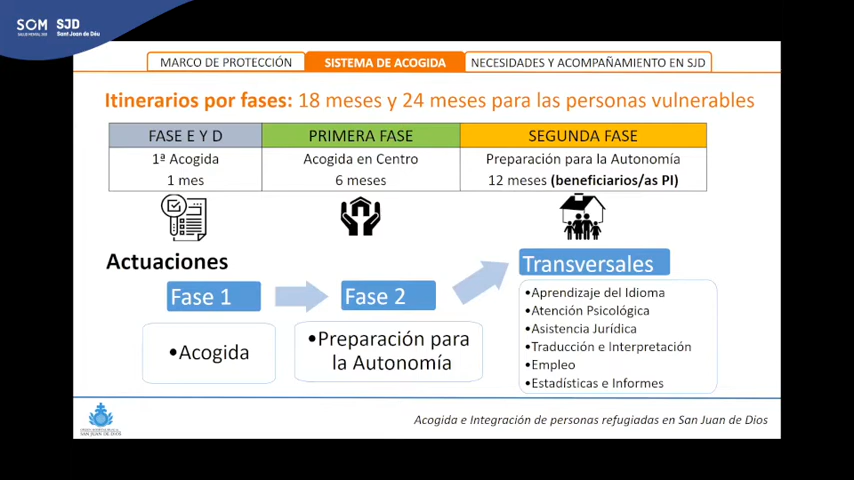 SOM
SJD
Sant Joan de Déu
MARCO DE PROTECCIÓN
SISTEMA DE ACOGIDA
NECESIDADES Y ACOMPAÑAMIENTO EN SJD
Itinerarios por fases: 18 meses y 24 meses para las personas vulnerables
FASE E Y D
PRIMERA FASE
SEGUNDA FASE
1ª Acogida
Acogida en Centro
Preparación para la Autonomía
1 mes
6 meses
12 meses (beneficiarios/as PI)
Actuaciones
Fase 1
Fase 2
Transversales
•Acogida
•Preparación para
la Autonomía
•Aprendizaje del Idioma
•Atención Psicológica
•Asistencia Jurídica
•Traducción e Interpretación
•Empleo
•Estadísticas e Informes
SAN JUAN DE DIOS
Acogida e Integración de personas refugiadas en San Juan de Dios